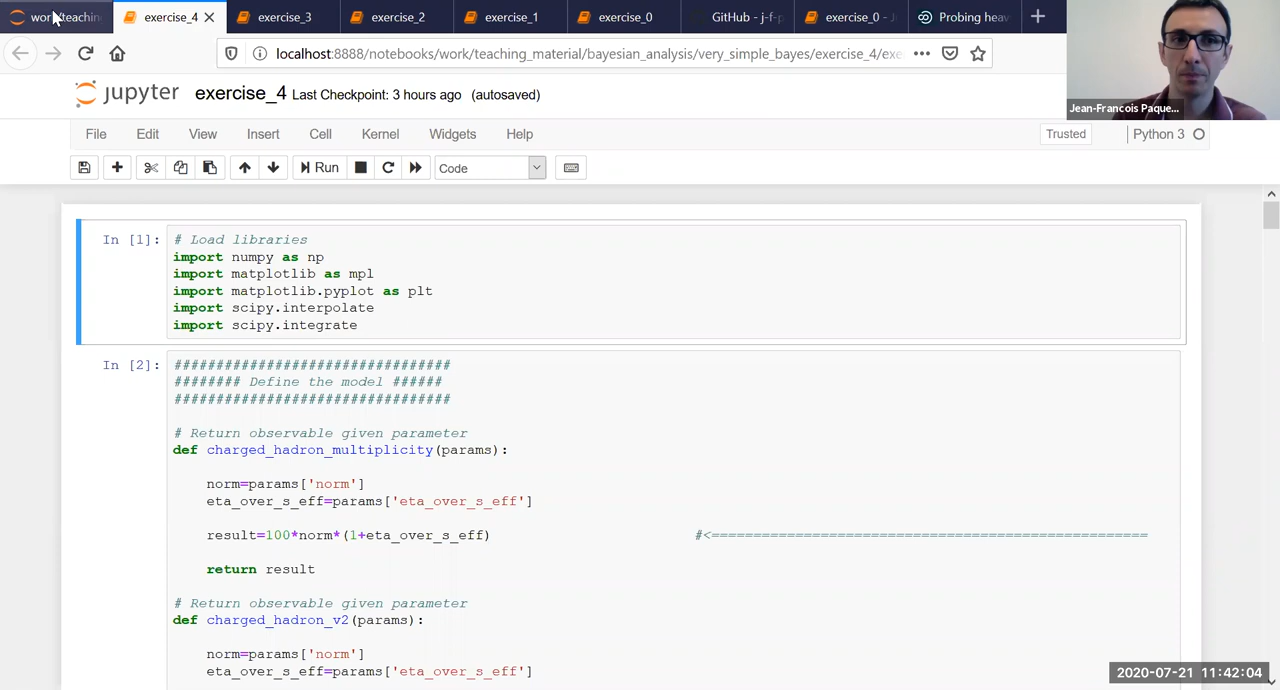 work/teachin
exercise_4
exercise_3
exercise_2
exercise_1
exercise_0
GitHub - j-f-p
exercise_0 - J
Probing heav
localhost:8888/notebooks/work/teaching_material/bayesian_analysis/very_simple_bayes/exercise_4/exe
Jean-Francois Paque...
jupyter exercise_4 Last Checkpoint: 3 hours ago (autosaved)
File Edit View Insert Cell Kernel Widgets Help
Trusted
Python 3
Run
Code
In [1]:
# Load libraries
import numpy as np
import matplotlib as mpl
import matplotlib.pyplot as plt
import scipy.interpolate
import scipy.integrate
In [2]:
#################################
######## Define the model ######
#################################
# Return observable given parameter
def charged_hadron_multiplicity(params):
norm=params['norm']
eta_over_s_eff=params['eta_over_s_eff']
result=100*norm*(1+eta_over_s_eff) #<====================================================
return result
# Return observable given parameter
def charged_hadron_v2(params):
norm=params['norm']
eta_over_s_eff=params['eta_over_s_eff']
2020-07-21 11:42:04